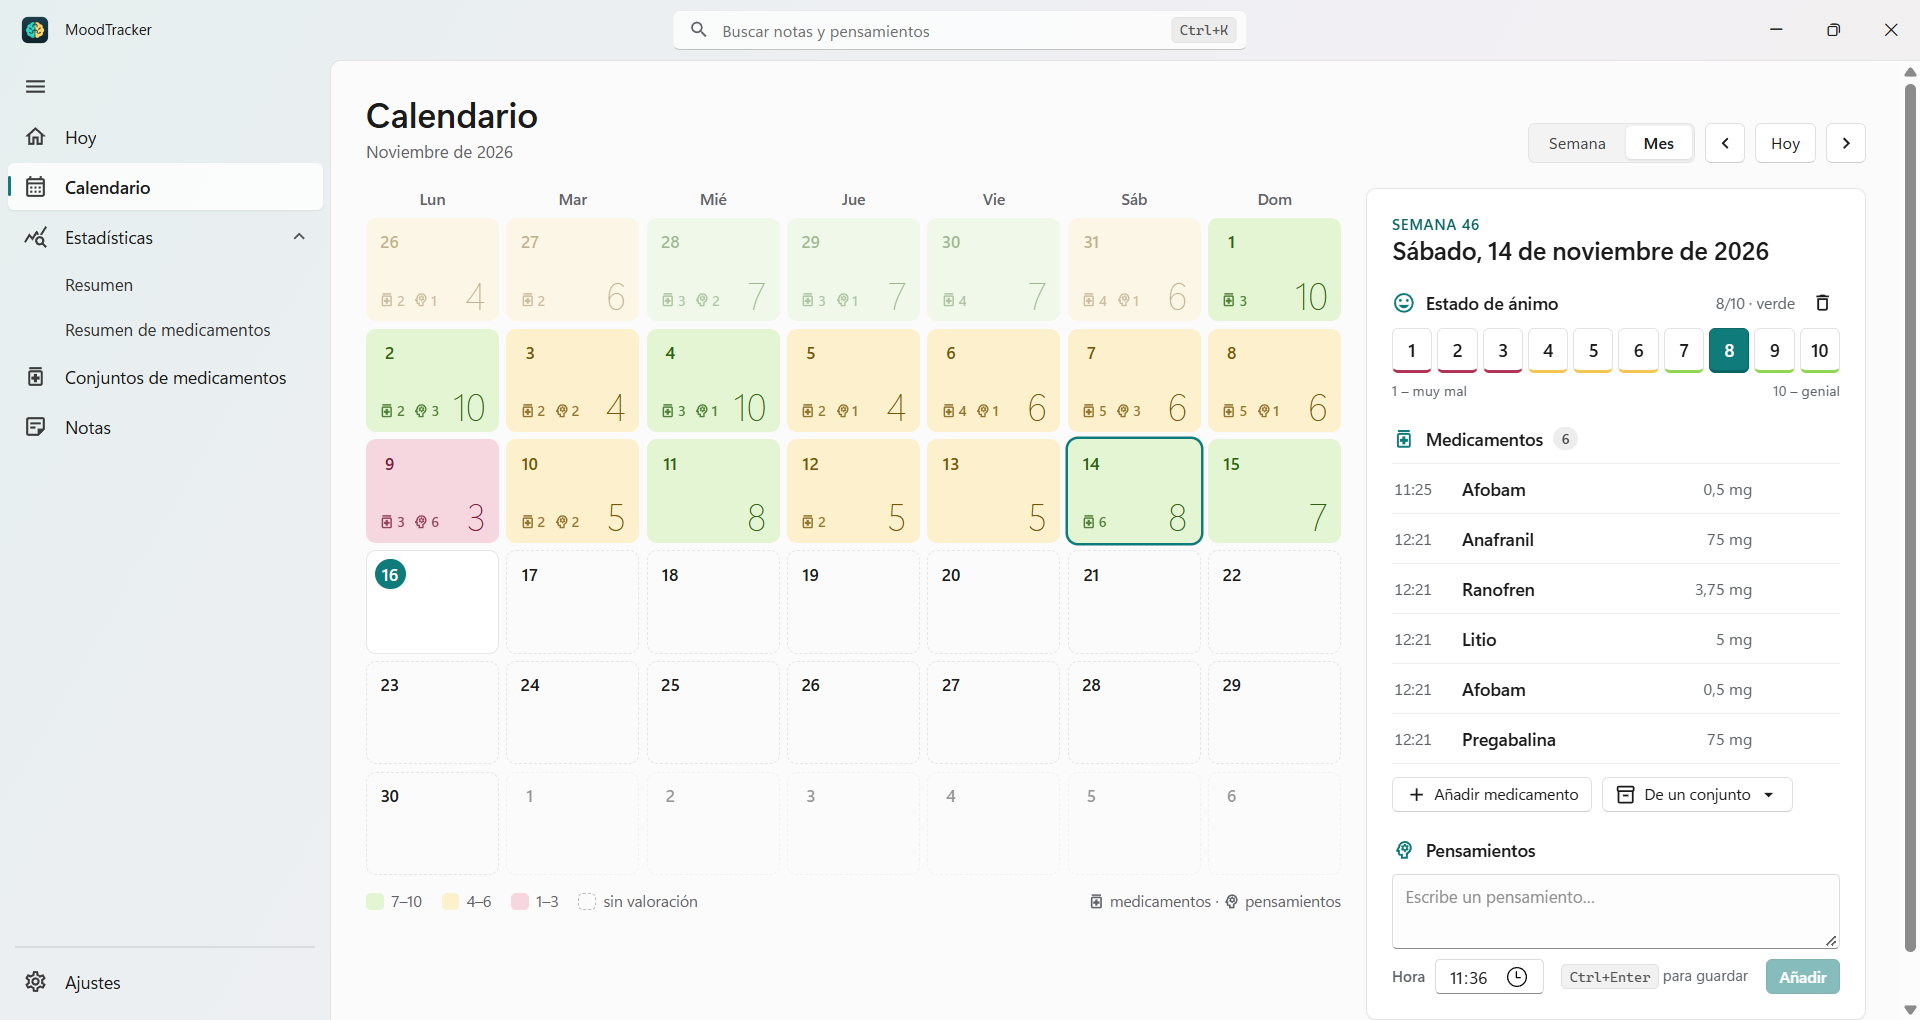 MoodTracker
Buscar notas y pensamientos
Ctrl+K
Hoy
Calendario
Estadísticas
Resumen
Resumen de medicamentos
Conjuntos de medicamentos
Notas
Ajustes
Calendario
Noviembre de 2026
Semana
Mes
Hoy
Lun Mar Mié Jue Vie Sáb Dom
26 27 28 29 30 31 1
2 1 4 2 6 3 2 7 3 1 7 4 7 4 1 6 3 10
2 3 4 5 6 7 8
2 3 10 2 2 4 3 1 10 2 1 4 4 1 6 5 3 6 5 1 6
9 10 11 12 13 14 15
3 6 3 2 2 5 8 2 5 5 6 8 7
16 17 18 19 20 21 22
23 24 25 26 27 28 29
30 1 2 3 4 5 6
7–10 4–6 1–3 sin valoración
medicamentos · pensamientos
SEMANA 46
Sábado, 14 de noviembre de 2026
Estado de ánimo 8/10 · verde
1 2 3 4 5 6 7 8 9 10
1 – muy mal 10 – genial
Medicamentos 6
11:25 Afobam 0,5 mg
12:21 Anafranil 75 mg
12:21 Ranofren 3,75 mg
12:21 Litio 5 mg
12:21 Afobam 0,5 mg
12:21 Pregabalina 75 mg
Añadir medicamento
De un conjunto
Pensamientos
Escribe un pensamiento...
Hora 11:36 Ctrl+Enter para guardar Añadir